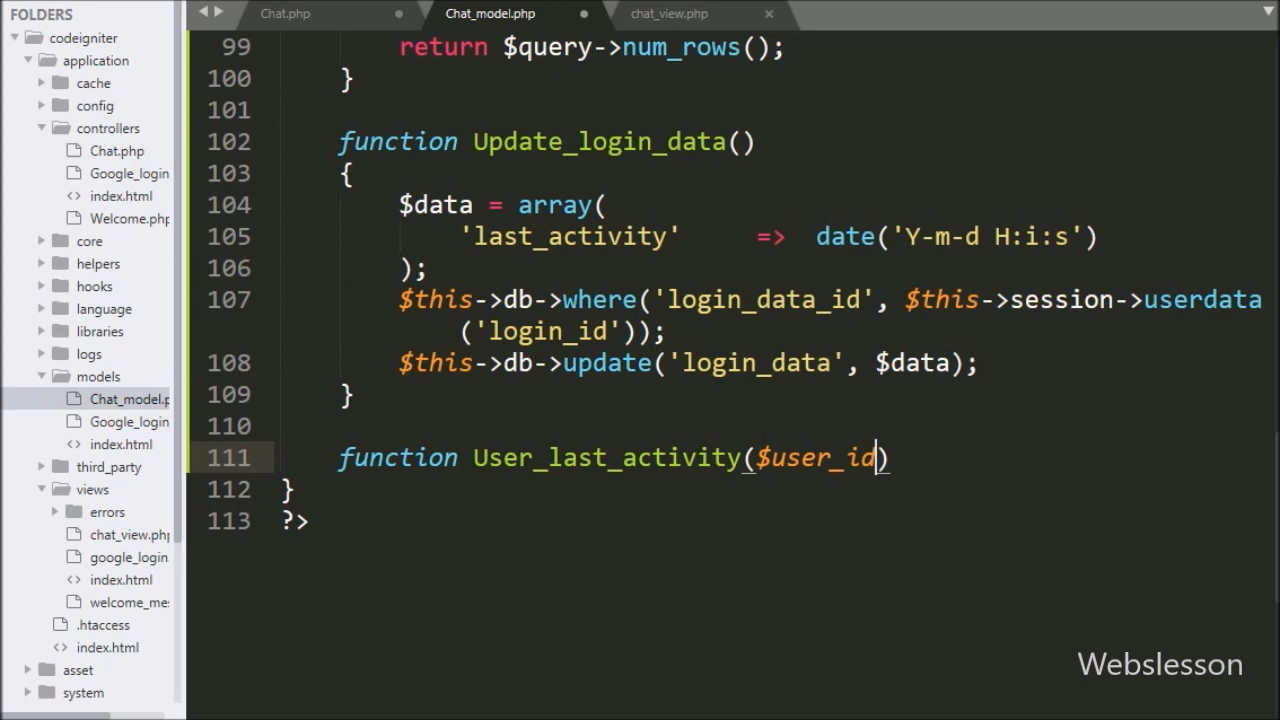 FOLDERS
codeigniter
application
cache
config
controllers
Chat.php
Google_login
index.html
Welcome.php
core
helpers
hooks
language
libraries
logs
models
Chat_model.p
Google_login
index.html
third_party
views
errors
chat_view.php
google_login
index.html
welcome_me
.htaccess
index.html
asset
system
Chat.php
Chat_model.php
chat_view.php
99 return $query->num_rows();
100 }
101
102 function Update_login_data()
103 {
104 $data = array(
105 'last_activity' => date('Y-m-d H:i:s')
106 );
107 $this->db->where('login_data_id', $this->session->userdata
('login_id'));
108 $this->db->update('login_data', $data);
109 }
110
111 function User_last_activity($user_id)
112 }
113 ?>
Webslesson